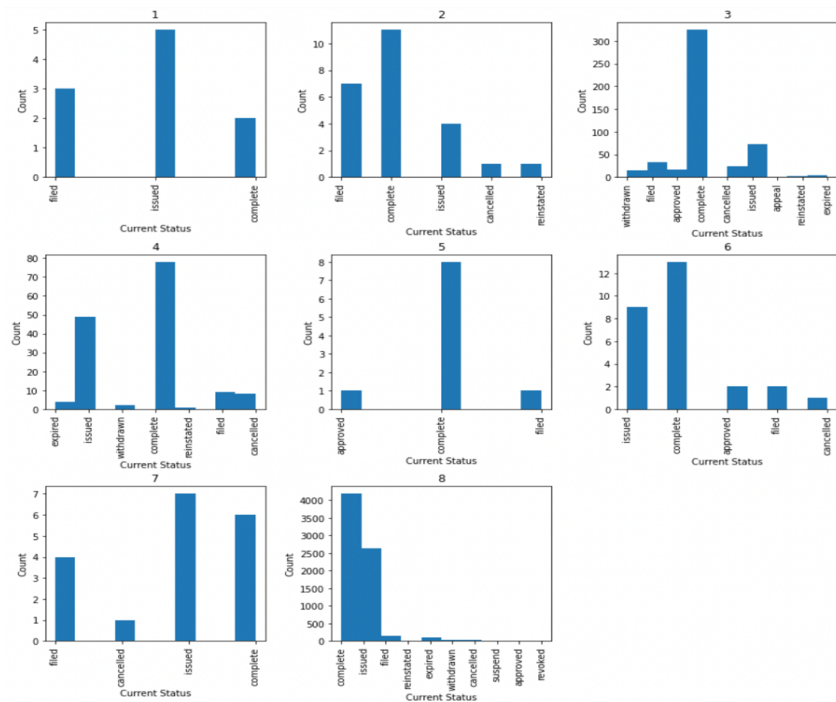 1
5
4
3
2
1
0
Count
filed
issued
complete
Current Status
2
10
8
6
4
2
0
Count
filed
complete
issued
cancelled
reinstated
Current Status
3
300
250
200
150
100
50
0
Count
withdrawn
filed
approved
complete
cancelled
issued
appeal
reinstated
expired
Current Status
4
80
70
60
50
40
30
20
10
0
Count
expired
issued
withdrawn
complete
reinstated
filed
cancelled
Current Status
5
8
7
6
5
4
3
2
1
0
Count
approved
complete
filed
Current Status
6
12
10
8
6
4
2
0
Count
issued
complete
approved
filed
cancelled
Current Status
7
7
6
5
4
3
2
1
0
Count
filed
cancelled
issued
complete
Current Status
8
4000
3500
3000
2500
2000
1500
1000
500
0
Count
complete
issued
filed
reinstated
expired
withdrawn
cancelled
suspend
approved
revoked
Current Status